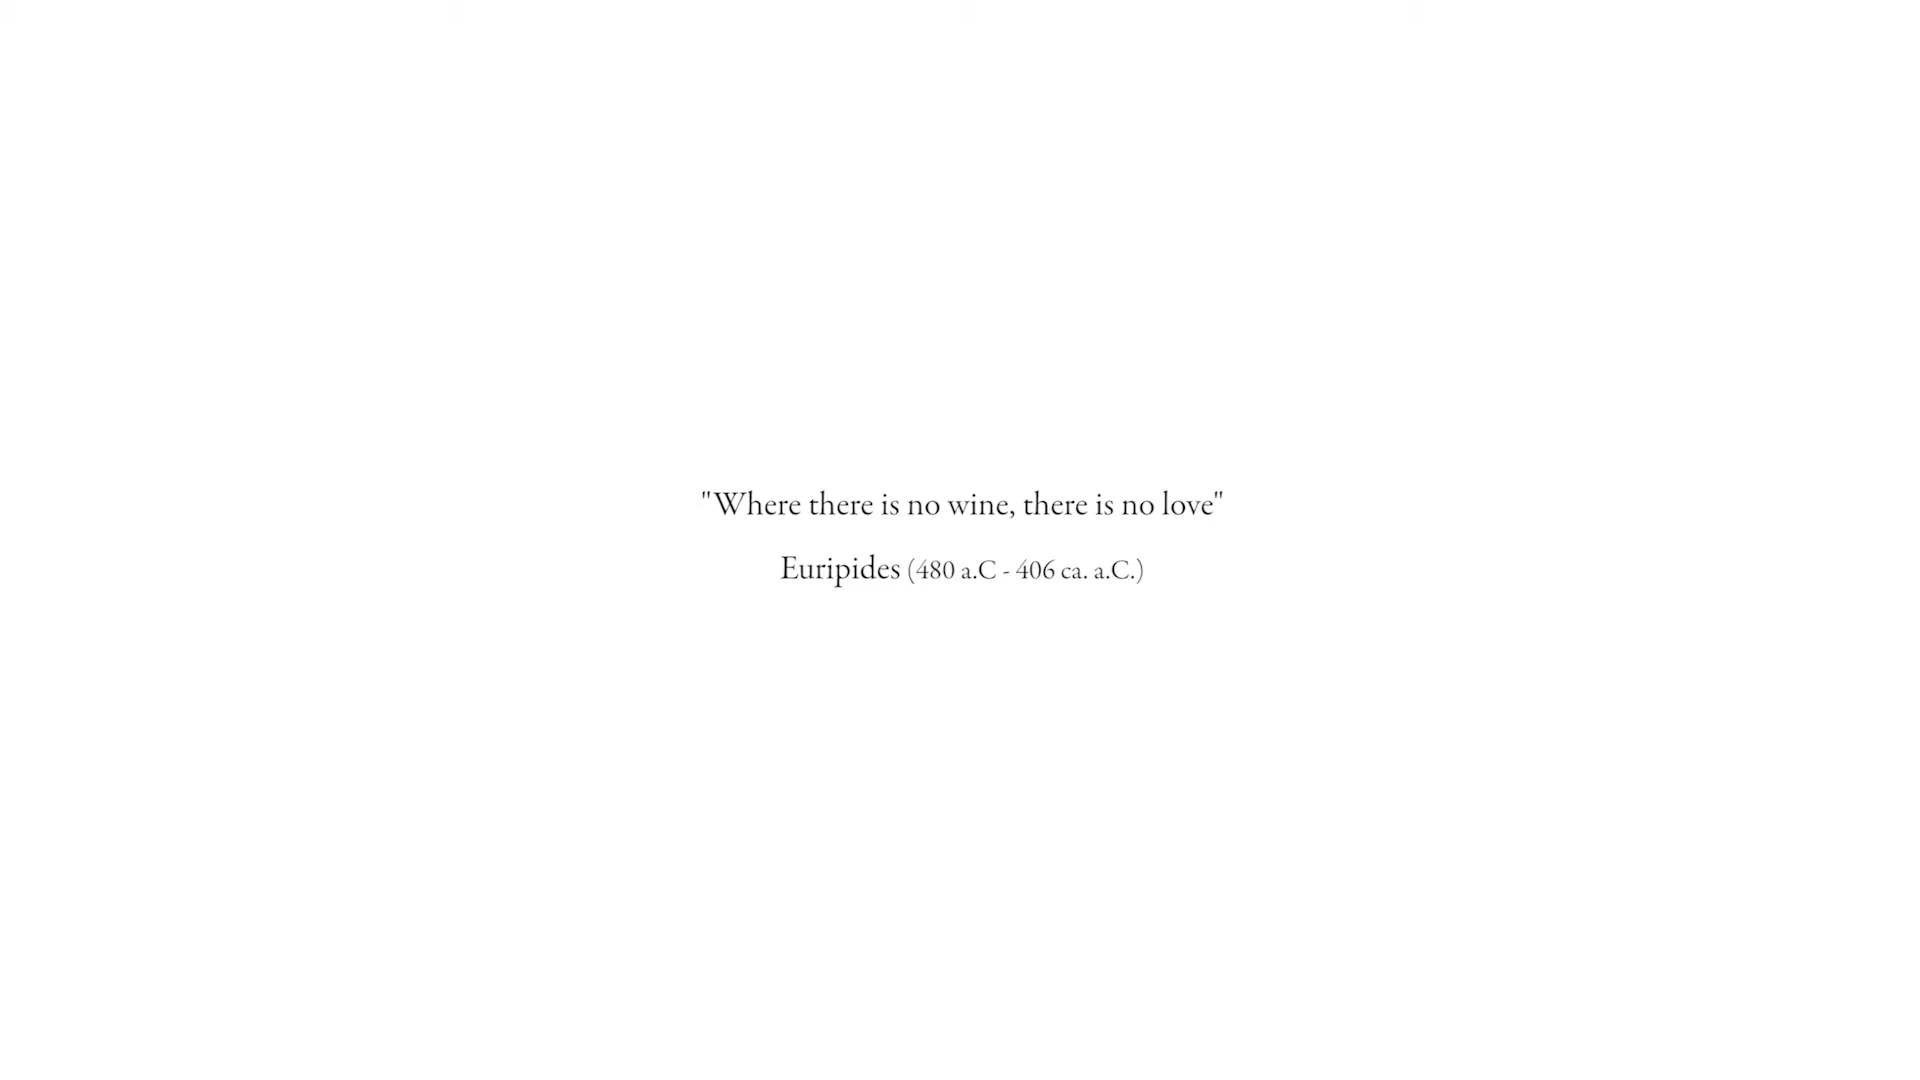 "Where there is no wine, there is no love"
Euripides (480 a.C - 406 ca. a.C.)